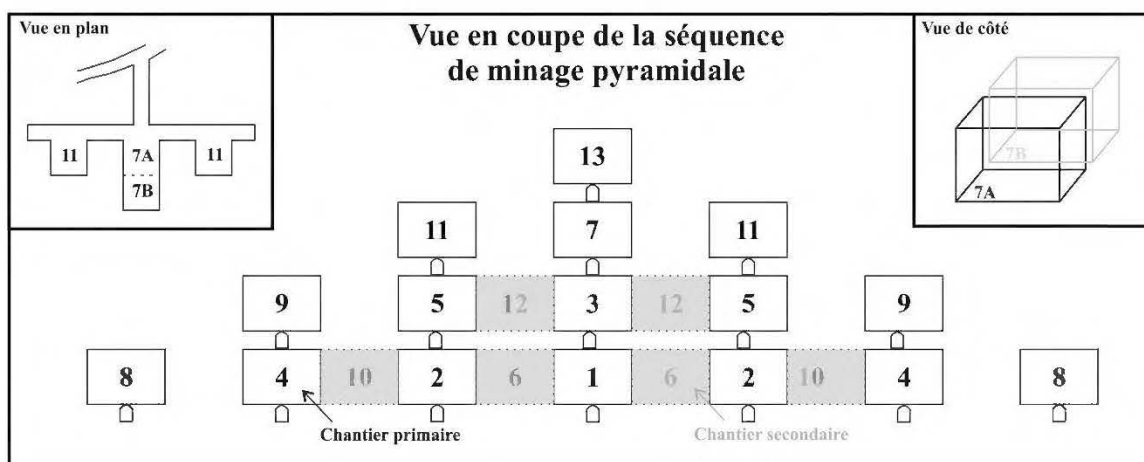 Vue en plan
11
7A
11
7B
Vue en coupe de la séquence
de minage pyramidale
Vue de côté
7B
7A
13
11
7
11
9
5
12
3
12
5
9
8
4
10
2
6
1
6
2
10
4
8
Chantier primaire
Chantier secondaire